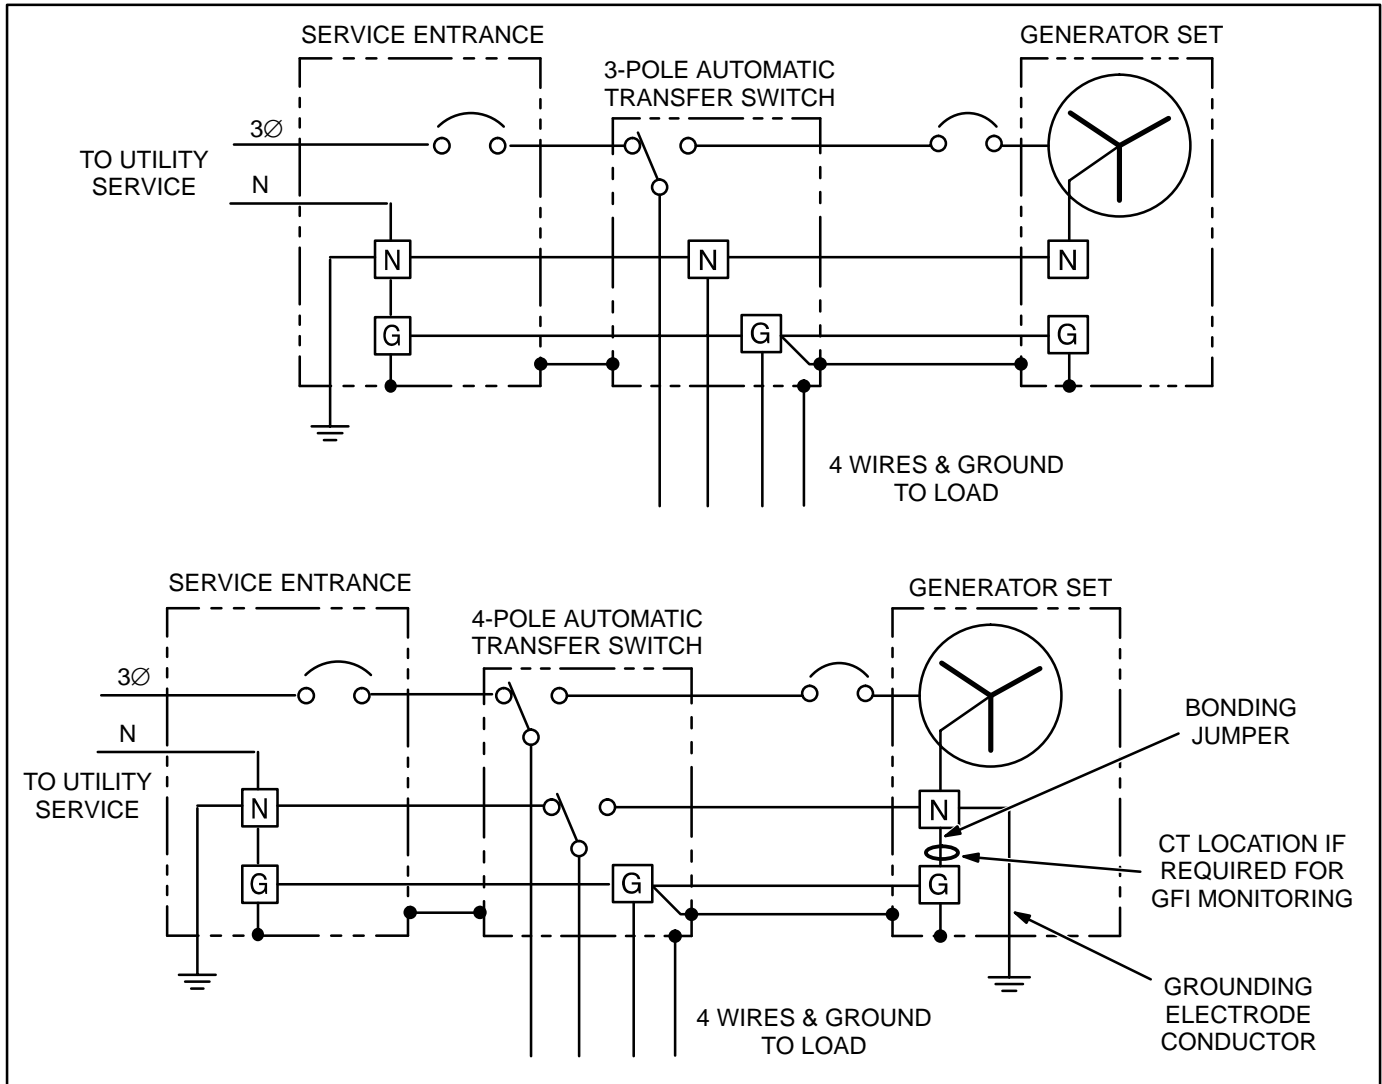 SERVICE ENTRANCE
GENERATOR SET
3-POLE AUTOMATIC
TRANSFER SWITCH
3∅
TO UTILITY
SERVICE
N
N
N
N
G
G
G
4 WIRES & GROUND
TO LOAD
SERVICE ENTRANCE
GENERATOR SET
4-POLE AUTOMATIC
TRANSFER SWITCH
3∅
N
TO UTILITY
SERVICE
BONDING
JUMPER
N
N
CT LOCATION IF
REQUIRED FOR
GFI MONITORING
G
G
G
GROUNDING
ELECTRODE
CONDUCTOR
4 WIRES & GROUND
TO LOAD